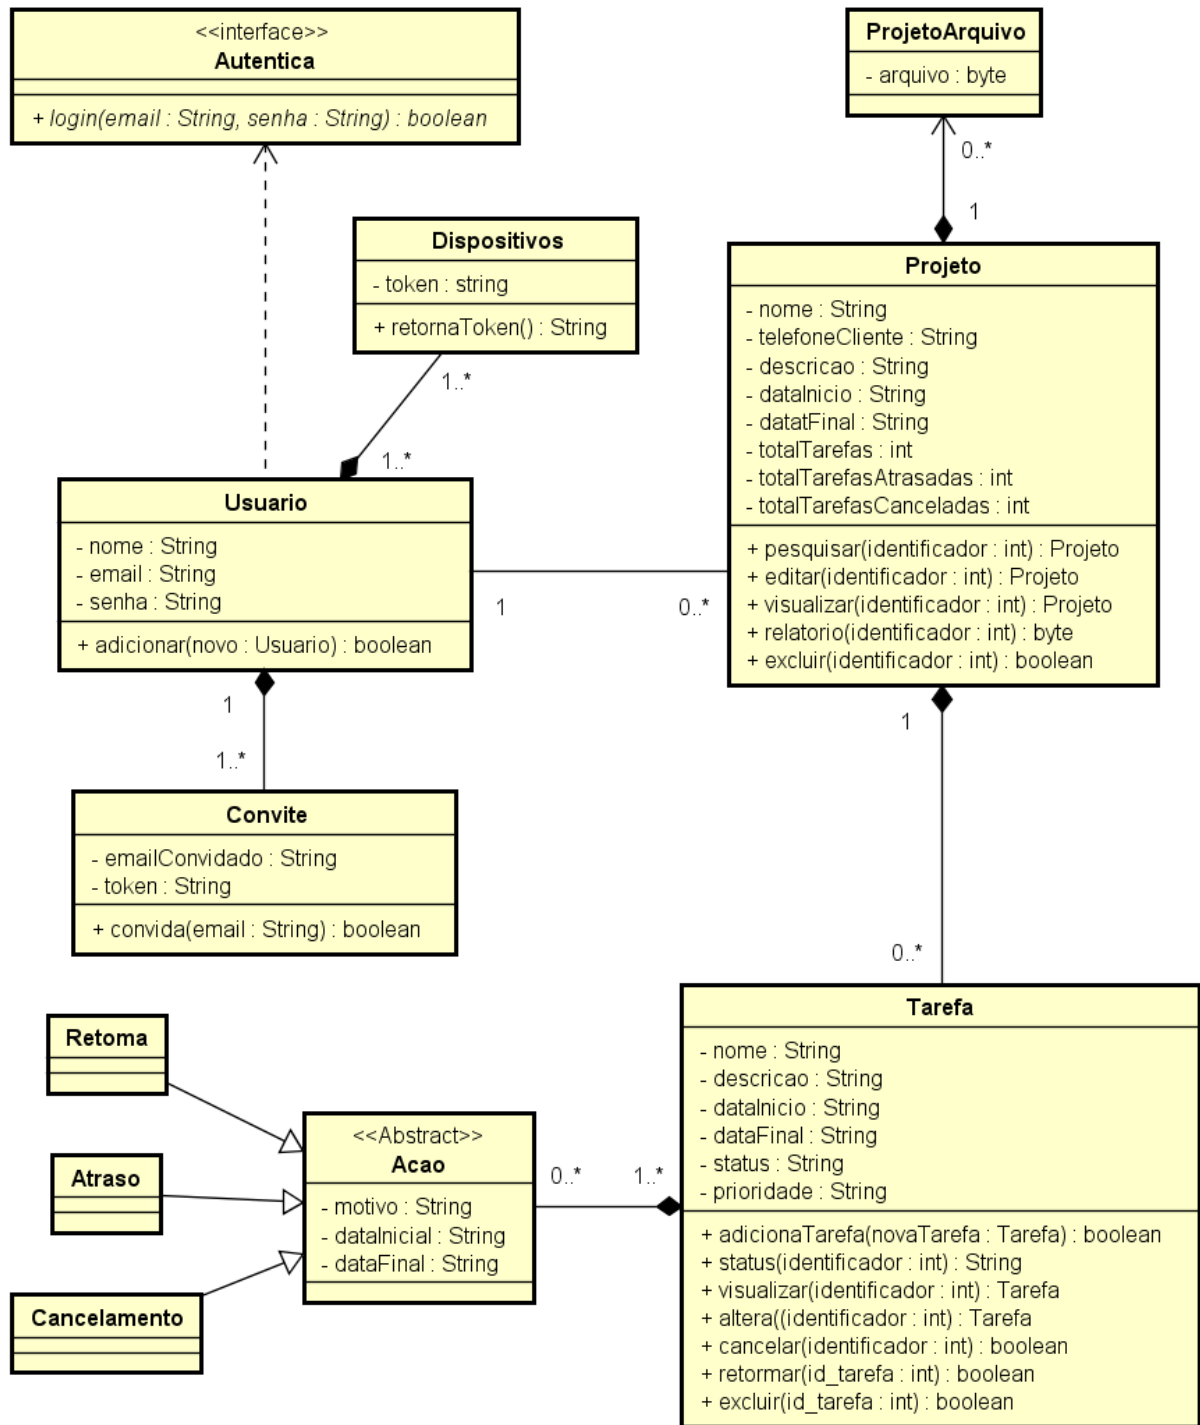 <<interface>>
Autentica
+ login(email : String, senha : String) : boolean
ProjetoArquivo
- arquivo : byte
0..*
1
Dispositivos
- token : string
+ retornaToken() : String
1..*
1..*
Projeto
- nome : String
- telefoneCliente : String
- descricao : String
- dataInicio : String
- datatFinal : String
- totalTarefas : int
- totalTarefasAtrasadas : int
- totalTarefasCanceladas : int
+ pesquisar(identificador : int) : Projeto
+ editar(identificador : int) : Projeto
+ visualizar(identificador : int) : Projeto
+ relatorio(identificador : int) : byte
+ excluir(identificador : int) : boolean
Usuario
- nome : String
- email : String
- senha : String
+ adicionar(novo : Usuario) : boolean
1
0..*
1
1..*
1
0..*
Convite
- emailConvidado : String
- token : String
+ convida(email : String) : boolean
Retoma
Atraso
Cancelamento
<<Abstract>>
Acao
- motivo : String
- dataInicial : String
- dataFinal : String
0..*
1..*
Tarefa
- nome : String
- descricao : String
- dataInicio : String
- dataFinal : String
- status : String
- prioridade : String
+ adicionaTarefa(novaTarefa : Tarefa) : boolean
+ status(identificador : int) : String
+ visualizar(identificador : int) : Tarefa
+ altera((identificador : int) : Tarefa
+ cancelar(identificador : int) : boolean
+ retormar(id_tarefa : int) : boolean
+ excluir(id_tarefa : int) : boolean